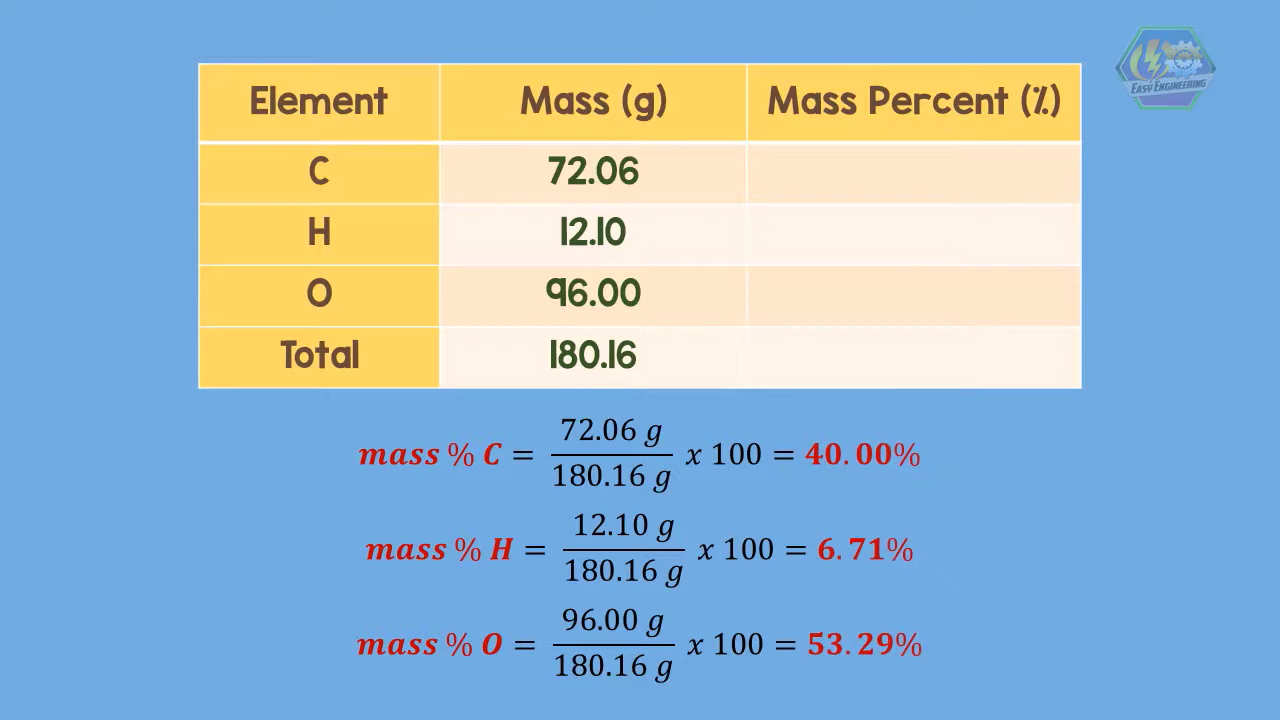 EASY ENGINEERING
Element Mass (g) Mass Percent (%)
C 72.06
H 12.10
O 96.00
Total 180.16
mass % C = 72.06 g / 180.16 g x 100 = 40.00%
mass % H = 12.10 g / 180.16 g x 100 = 6.71%
mass % O = 96.00 g / 180.16 g x 100 = 53.29%